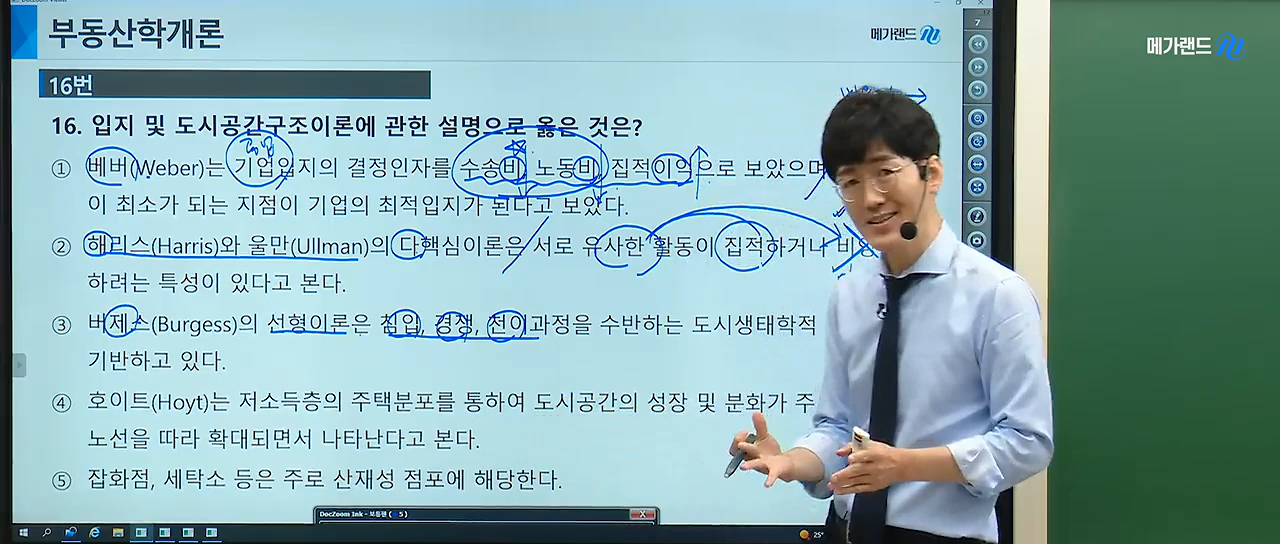 부동산학개론
메가랜드
메가랜드
7
16번
16. 입지 및 도시공간구조이론에 관한 설명으로 옳은 것은?
① 베버(Weber)는 기업입지의 결정인자를 수송비 노동비 집적이익으로 보았으며
이 최소가 되는 지점이 기업의 최적입지가 된다고 보았다.
② 해리스(Harris)와 울만(Ullman)의 다핵심이론은 서로 유사한 활동이 집적하거나
하려는 특성이 있다고 본다.
③ 버제스(Burgess)의 선형이론은 침입, 경쟁, 천이과정을 수반하는 도시생태학적
기반하고 있다.
④ 호이트(Hoyt)는 저소득층의 주택분포를 통하여 도시공간의 성장 및 분화가 주
노선을 따라 확대되면서 나타난다고 본다.
⑤ 잡화점, 세탁소 등은 주로 산재성 점포에 해당한다.
DocZoom Ink - 보통펜 ( 5 )
25°